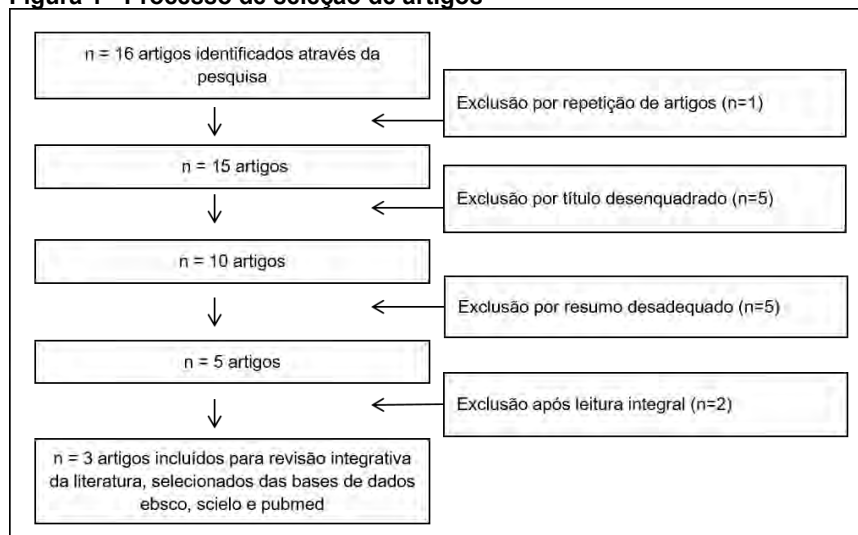 Figura 1 - Processo de seleção de artigos
n = 16 artigos identificados através da
pesquisa
Exclusão por repetição de artigos (n=1)
n = 15 artigos
Exclusão por título desenquadrado (n=5)
n = 10 artigos
Exclusão por resumo desadequado (n=5)
n = 5 artigos
Exclusão após leitura integral (n=2)
n = 3 artigos incluídos para revisão integrativa
da literatura, selecionados das bases de dados
ebsco, scielo e pubmed